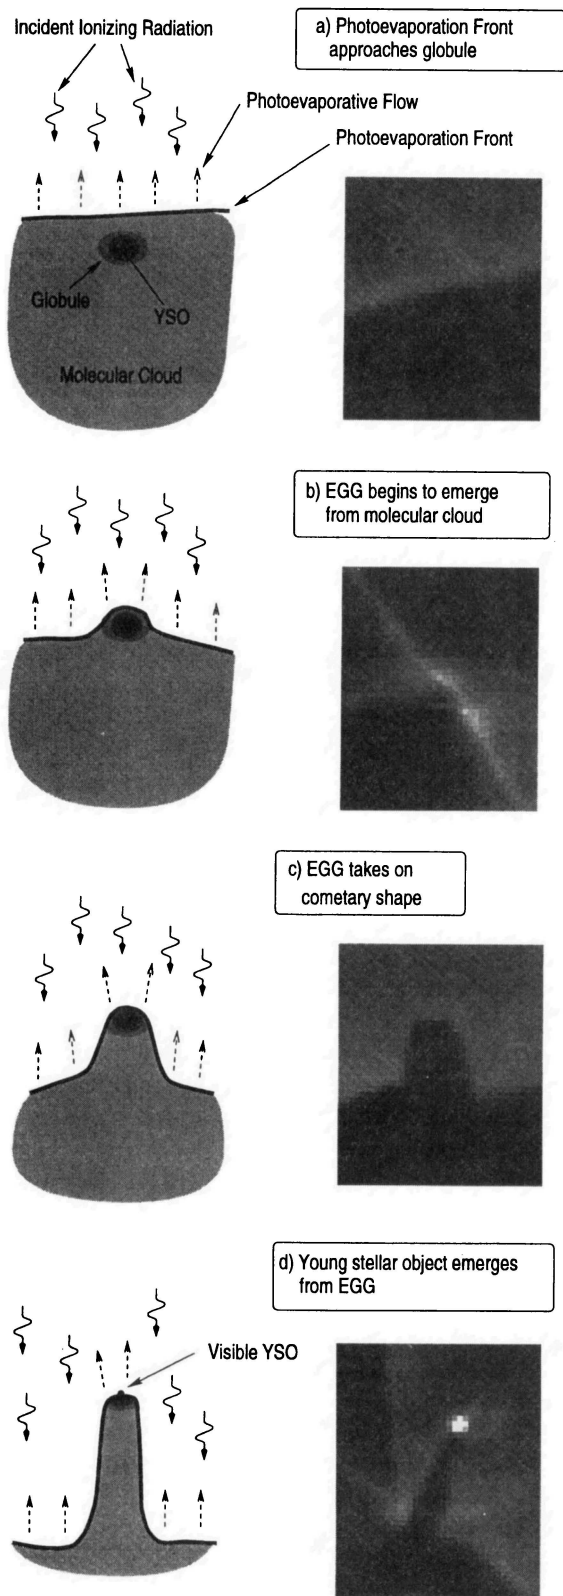 Incident Ionizing Radiation
a) Photoevaporation Front
approaches globule
Photoevaporative Flow
Photoevaporation Front
Globule
YSO
Molecular Cloud
b) EGG begins to emerge
from molecular cloud
c) EGG takes on
cometary shape
d) Young stellar object emerges
from EGG
Visible YSO